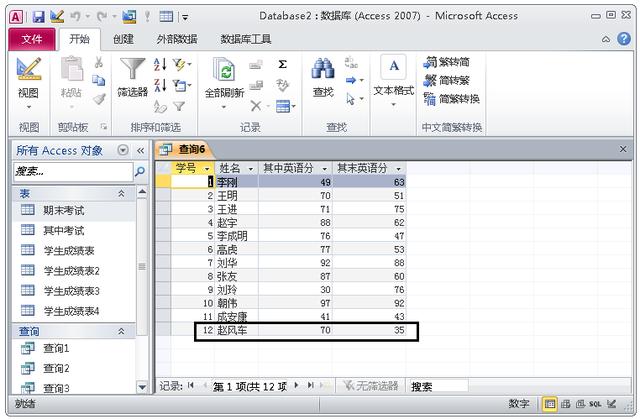 Database2 : 数据库 (Access 2007) - Microsoft Access
文件 开始 创建 外部数据 数据库工具
视图 粘贴 筛选器 全部刷新 查找 文本格式 繁转简
简转繁
简繁转换
视图 剪贴板 排序和筛选 记录 查找 中文简繁转换
所有 Access 对象
搜索...
表
期末考试
其中考试
学生成绩表
学生成绩表2
学生成绩表3
学生成绩表4
查询
查询1
查询2
查询3
查询6
学号 姓名 其中英语分 其末英语分
1 李刚 49 63
2 王明 70 51
3 王进 71 75
4 赵宇 88 62
5 李成明 76 47
6 高虎 77 53
7 刘华 92 88
8 张友 87 60
9 刘玲 30 76
10 朝伟 97 92
11 成安康 41 43
12 赵风车 70 35
记录: 第 1 项(共 12 项 无筛选器 搜索
就绪 数字 SQL